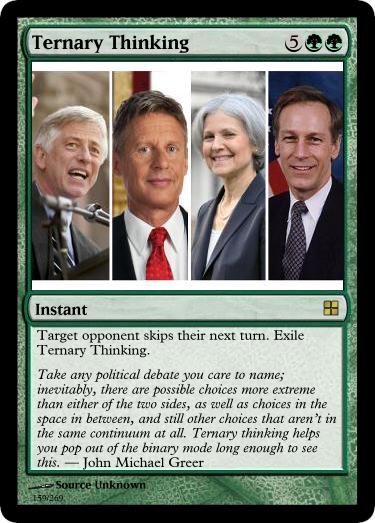 Ternary Thinking 5
Instant
Target opponent skips their next turn. Exile
Ternary Thinking.
Take any political debate you care to name;
inevitably, there are possible choices more extreme
than either of the two sides, as well as choices in the
space in between, and still other choices that aren't in
the same continuum at all. Ternary thinking helps
you pop out of the binary mode long enough to see
this. — John Michael Greer
Source Unknown
159/269